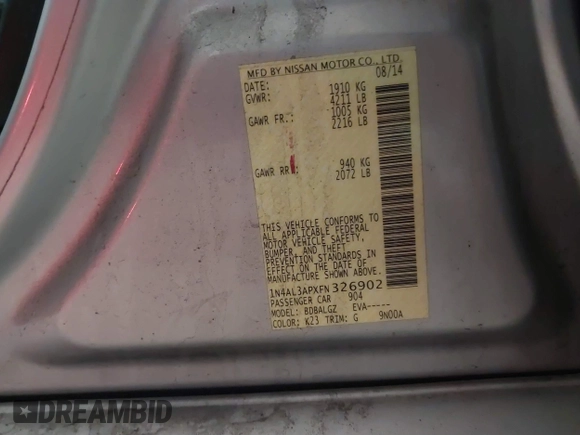 MFD BY NISSAN MOTOR CO., LTD.
DATE: 08/14
GVWR: 1910 KG
4211 LB
GAWR FR.: 1005 KG
2216 LB
GAWR RR.: 940 KG
2072 LB
THIS VEHICLE CONFORMS TO
ALL APPLICABLE FEDERAL
MOTOR VEHICLE SAFETY,
BUMPER, AND THEFT
PREVENTION STANDARDS IN
EFFECT ON THE DATE OF
MANUFACTURE SHOWN ABOVE.
1N4AL3APXFN326902
PASSENGER CAR 904
MODEL: BDBALGZ EVA-----
COLOR: K23 TRIM: G 9N00A
DREAMBID